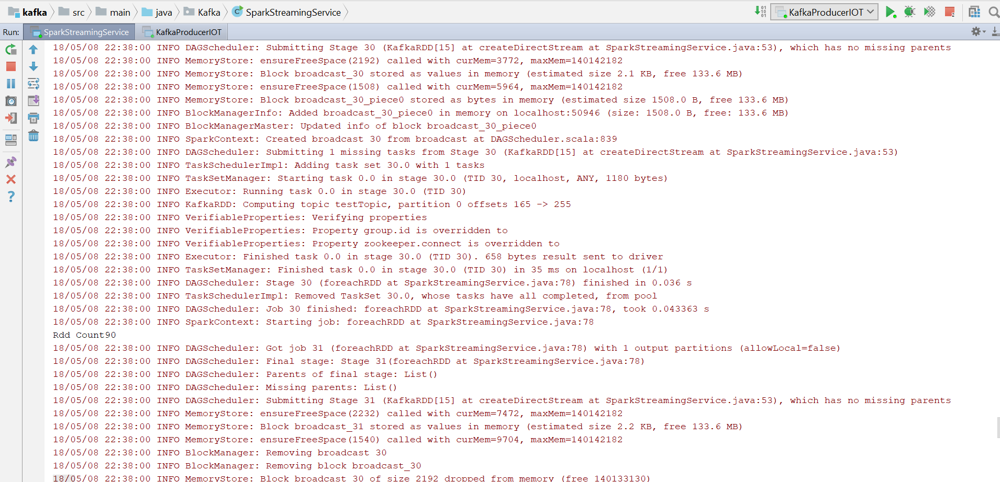 kafka src main java Kafka SparkStreamingService KafkaProducerIOT
Run: SparkStreamingService KafkaProducerIOT
18/05/08 22:38:00 INFO DAGScheduler: Submitting Stage 30 (KafkaRDD[15] at createDirectStream at SparkStreamingService.java:53), which has no missing parents
18/05/08 22:38:00 INFO MemoryStore: ensureFreeSpace(2192) called with curMem=3772, maxMem=140142182
18/05/08 22:38:00 INFO MemoryStore: Block broadcast_30 stored as values in memory (estimated size 2.1 KB, free 133.6 MB)
18/05/08 22:38:00 INFO MemoryStore: ensureFreeSpace(1508) called with curMem=5964, maxMem=140142182
18/05/08 22:38:00 INFO MemoryStore: Block broadcast_30_piece0 stored as bytes in memory (estimated size 1508.0 B, free 133.6 MB)
18/05/08 22:38:00 INFO BlockManagerInfo: Added broadcast_30_piece0 in memory on localhost:50946 (size: 1508.0 B, free: 133.6 MB)
18/05/08 22:38:00 INFO BlockManagerMaster: Updated info of block broadcast_30_piece0
18/05/08 22:38:00 INFO SparkContext: Created broadcast 30 from broadcast at DAGScheduler.scala:839
18/05/08 22:38:00 INFO DAGScheduler: Submitting 1 missing tasks from Stage 30 (KafkaRDD[15] at createDirectStream at SparkStreamingService.java:53)
18/05/08 22:38:00 INFO TaskSchedulerImpl: Adding task set 30.0 with 1 tasks
18/05/08 22:38:00 INFO TaskSetManager: Starting task 0.0 in stage 30.0 (TID 30, localhost, ANY, 1180 bytes)
18/05/08 22:38:00 INFO Executor: Running task 0.0 in stage 30.0 (TID 30)
18/05/08 22:38:00 INFO KafkaRDD: Computing topic testTopic, partition 0 offsets 165 -> 255
18/05/08 22:38:00 INFO VerifiableProperties: Verifying properties
18/05/08 22:38:00 INFO VerifiableProperties: Property group.id is overridden to
18/05/08 22:38:00 INFO VerifiableProperties: Property zookeeper.connect is overridden to
18/05/08 22:38:00 INFO Executor: Finished task 0.0 in stage 30.0 (TID 30). 658 bytes result sent to driver
18/05/08 22:38:00 INFO TaskSetManager: Finished task 0.0 in stage 30.0 (TID 30) in 35 ms on localhost (1/1)
18/05/08 22:38:00 INFO DAGScheduler: Stage 30 (foreachRDD at SparkStreamingService.java:78) finished in 0.036 s
18/05/08 22:38:00 INFO TaskSchedulerImpl: Removed TaskSet 30.0, whose tasks have all completed, from pool
18/05/08 22:38:00 INFO DAGScheduler: Job 30 finished: foreachRDD at SparkStreamingService.java:78, took 0.043363 s
18/05/08 22:38:00 INFO SparkContext: Starting job: foreachRDD at SparkStreamingService.java:78
Rdd Count90
18/05/08 22:38:00 INFO DAGScheduler: Got job 31 (foreachRDD at SparkStreamingService.java:78) with 1 output partitions (allowLocal=false)
18/05/08 22:38:00 INFO DAGScheduler: Final stage: Stage 31(foreachRDD at SparkStreamingService.java:78)
18/05/08 22:38:00 INFO DAGScheduler: Parents of final stage: List()
18/05/08 22:38:00 INFO DAGScheduler: Missing parents: List()
18/05/08 22:38:00 INFO DAGScheduler: Submitting Stage 31 (KafkaRDD[15] at createDirectStream at SparkStreamingService.java:53), which has no missing parents
18/05/08 22:38:00 INFO MemoryStore: ensureFreeSpace(2232) called with curMem=7472, maxMem=140142182
18/05/08 22:38:00 INFO MemoryStore: Block broadcast_31 stored as values in memory (estimated size 2.2 KB, free 133.6 MB)
18/05/08 22:38:00 INFO MemoryStore: ensureFreeSpace(1540) called with curMem=9704, maxMem=140142182
18/05/08 22:38:00 INFO BlockManager: Removing broadcast 30
18/05/08 22:38:00 INFO BlockManager: Removing block broadcast_30
18/05/08 22:38:00 INFO MemoryStore: Block broadcast_30 of size 2192 dropped from memory (free 140133130)